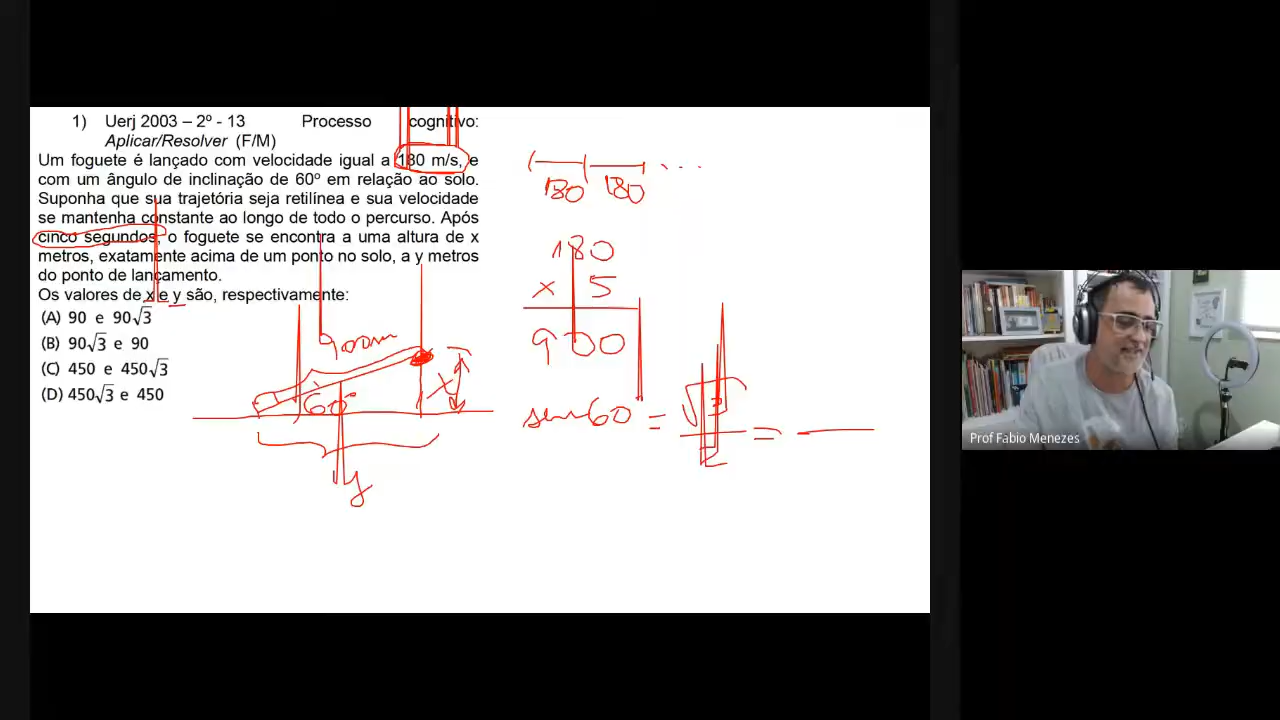 1) Uerj 2003 – 2º - 13 Processo cognitivo:
Aplicar/Resolver (F/M)
Um foguete é lançado com velocidade igual a 180 m/s, e
com um ângulo de inclinação de 60º em relação ao solo.
Suponha que sua trajetória seja retilínea e sua velocidade
se mantenha constante ao longo de todo o percurso. Após
cinco segundos, o foguete se encontra a uma altura de x
metros, exatamente acima de um ponto no solo, a y metros
do ponto de lançamento.
Os valores de x e y são, respectivamente:
(A) 90 e 90√3
(B) 90√3 e 90
(C) 450 e 450√3
(D) 450√3 e 450
900m
60°
x
y
180 180 ...
180
x 5
900
sen60 = √3/2 =
Prof Fabio Menezes